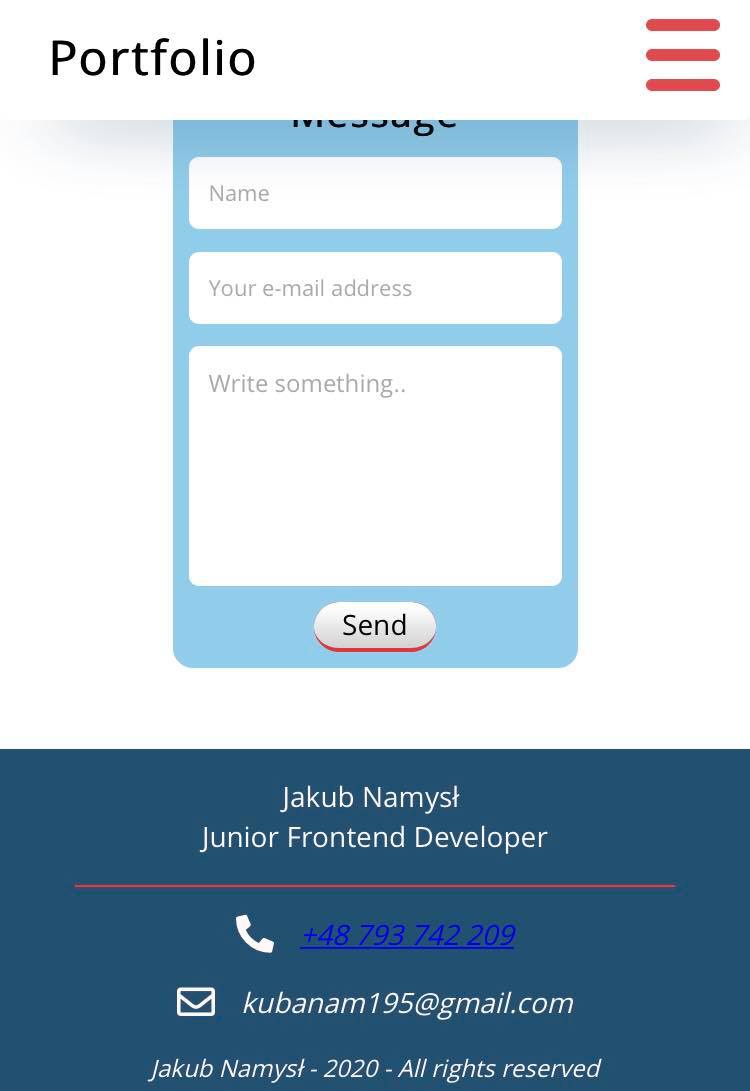 Portfolio
Message
Name
Your e-mail address
Write something..
Send
Jakub Namysł
Junior Frontend Developer
+48 793 742 209
kubanam195@gmail.com
Jakub Namysł - 2020 - All rights reserved